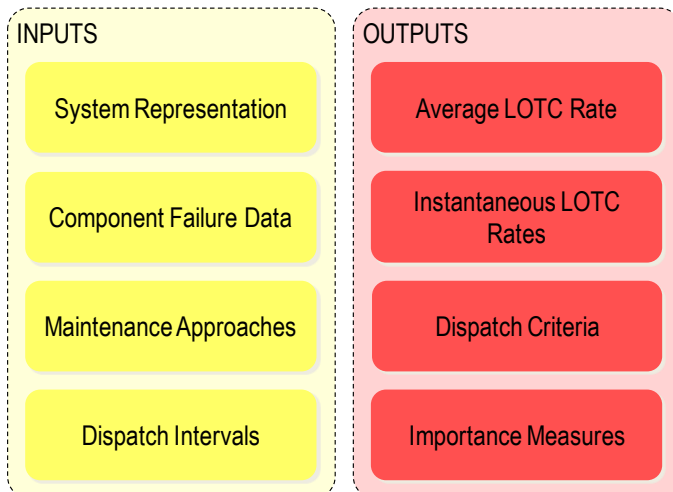 INPUTS
System Representation
Component Failure Data
Maintenance Approaches
Dispatch Intervals
OUTPUTS
Average LOTC Rate
Instantaneous LOTC
Rates
Dispatch Criteria
Importance Measures